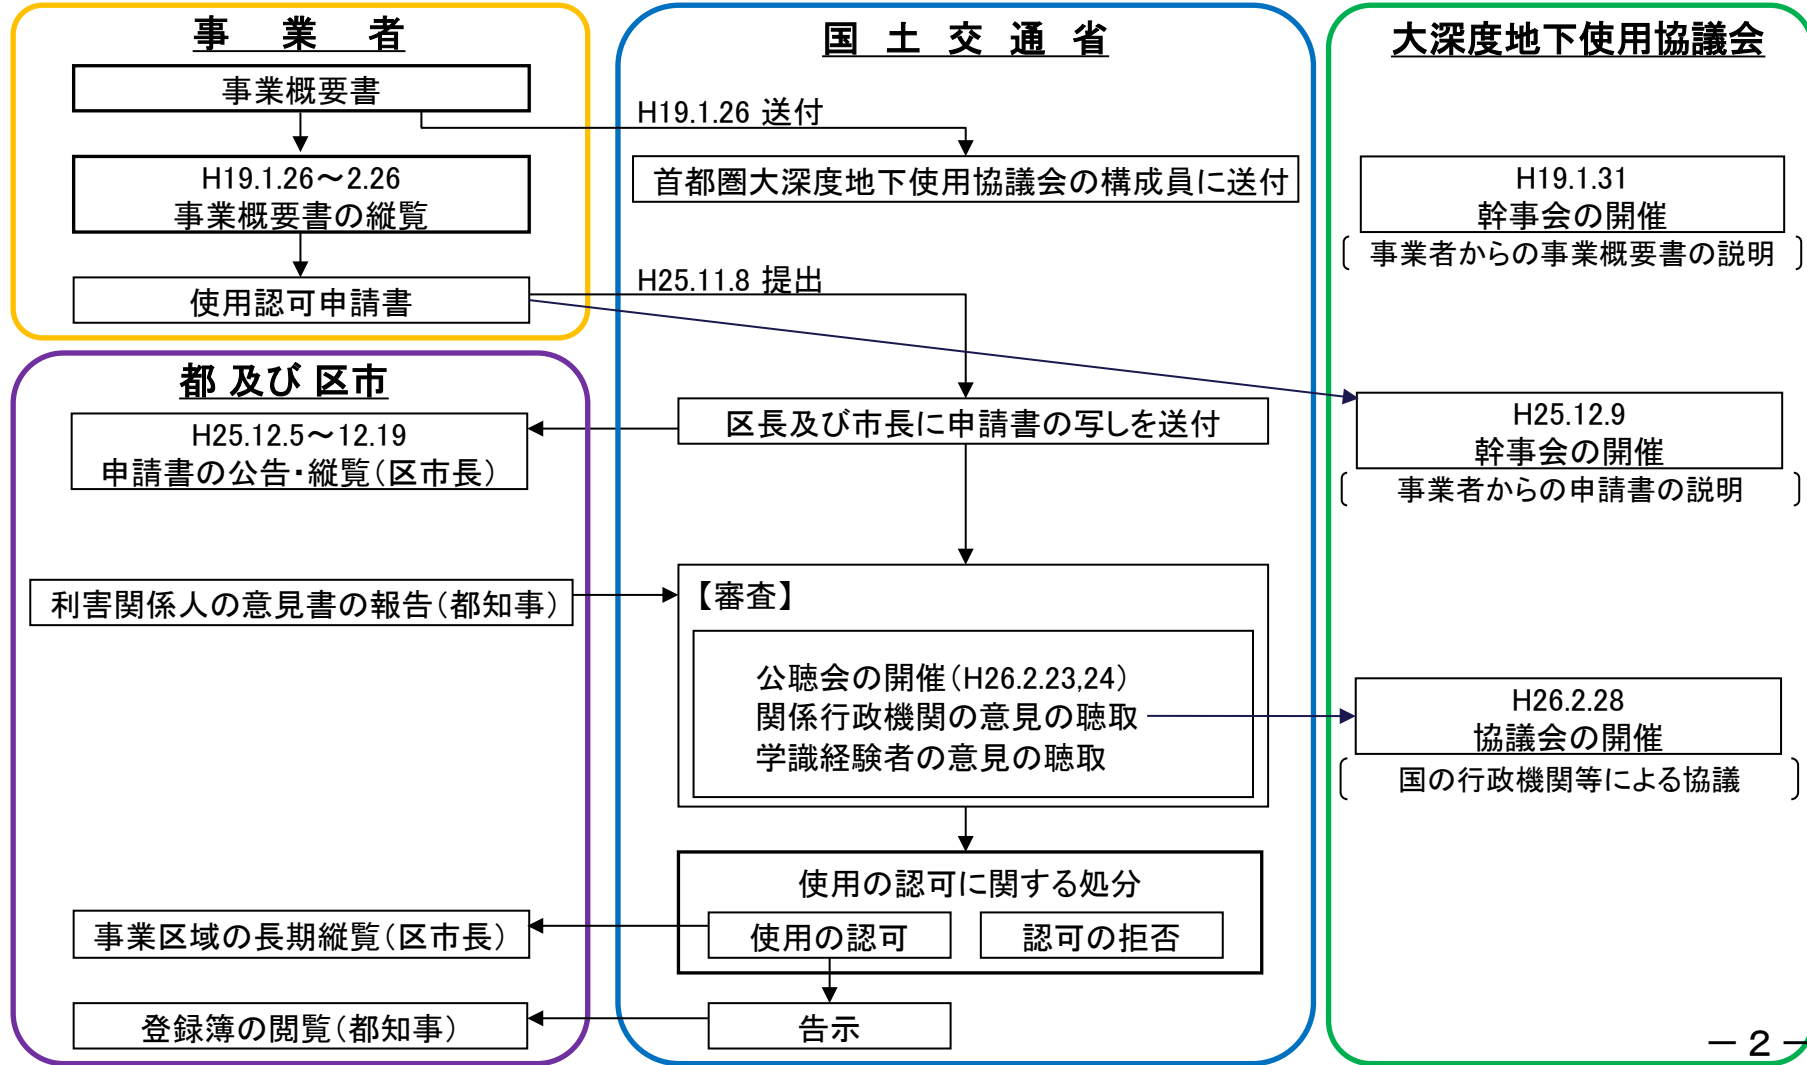 事 業 者
事業概要書
H19.1.26～2.26
事業概要書の縦覧
使用認可申請書
都 及び 区市
H25.12.5～12.19
申請書の公告・縦覧(区市長)
利害関係人の意見書の報告(都知事)
事業区域の長期縦覧(区市長)
登録簿の閲覧(都知事)
国 土 交 通 省
H19.1.26 送付
首都圏大深度地下使用協議会の構成員に送付
H25.11.8 提出
区長及び市長に申請書の写しを送付
【審査】
公聴会の開催(H26.2.23,24)
関係行政機関の意見の聴取
学識経験者の意見の聴取
使用の認可に関する処分
使用の認可
認可の拒否
告示
大深度地下使用協議会
H19.1.31
幹事会の開催
〔 事業者からの事業概要書の説明 〕
H25.12.9
幹事会の開催
〔 事業者からの申請書の説明 〕
H26.2.28
協議会の開催
〔 国の行政機関等による協議 〕
－2－